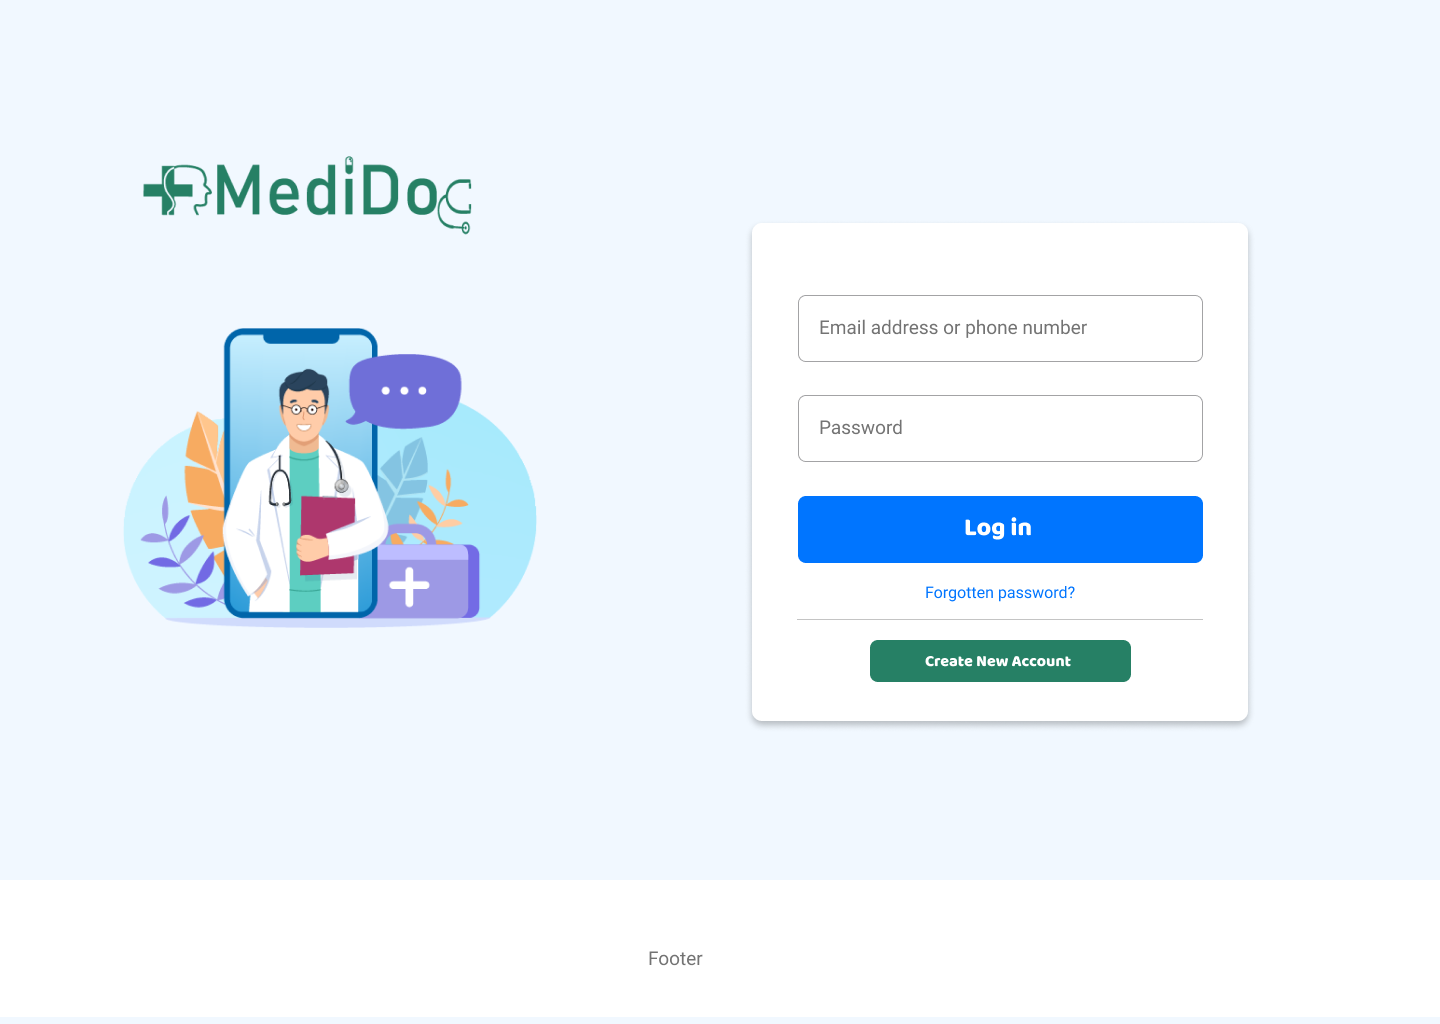 MediDoc
Email address or phone number
Password
Log in
Forgotten password?
Create New Account
Footer